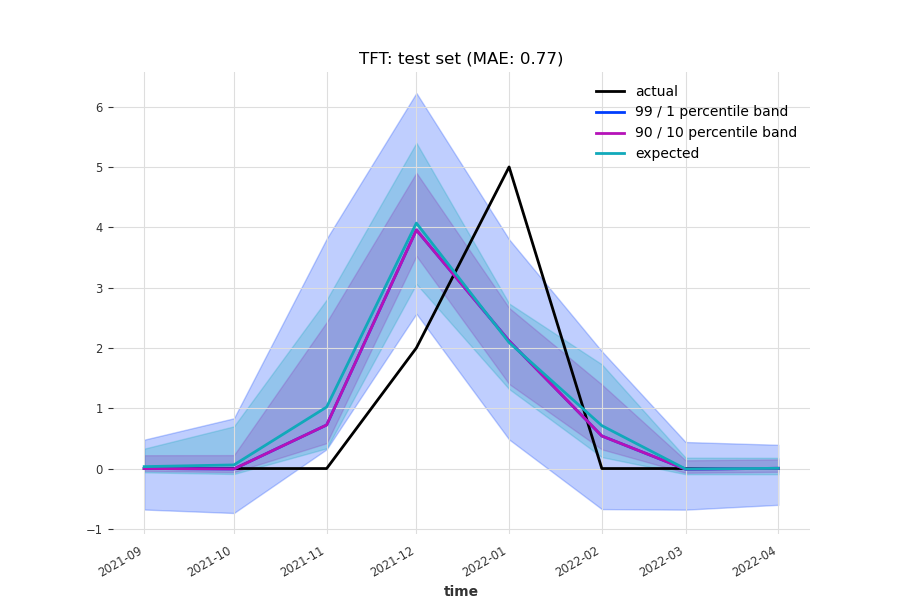 TFT: test set (MAE: 0.77)
actual
99 / 1 percentile band
90 / 10 percentile band
expected
6
5
4
3
2
1
0
−1
2021-09
2021-10
2021-11
2021-12
2022-01
2022-02
2022-03
2022-04
time